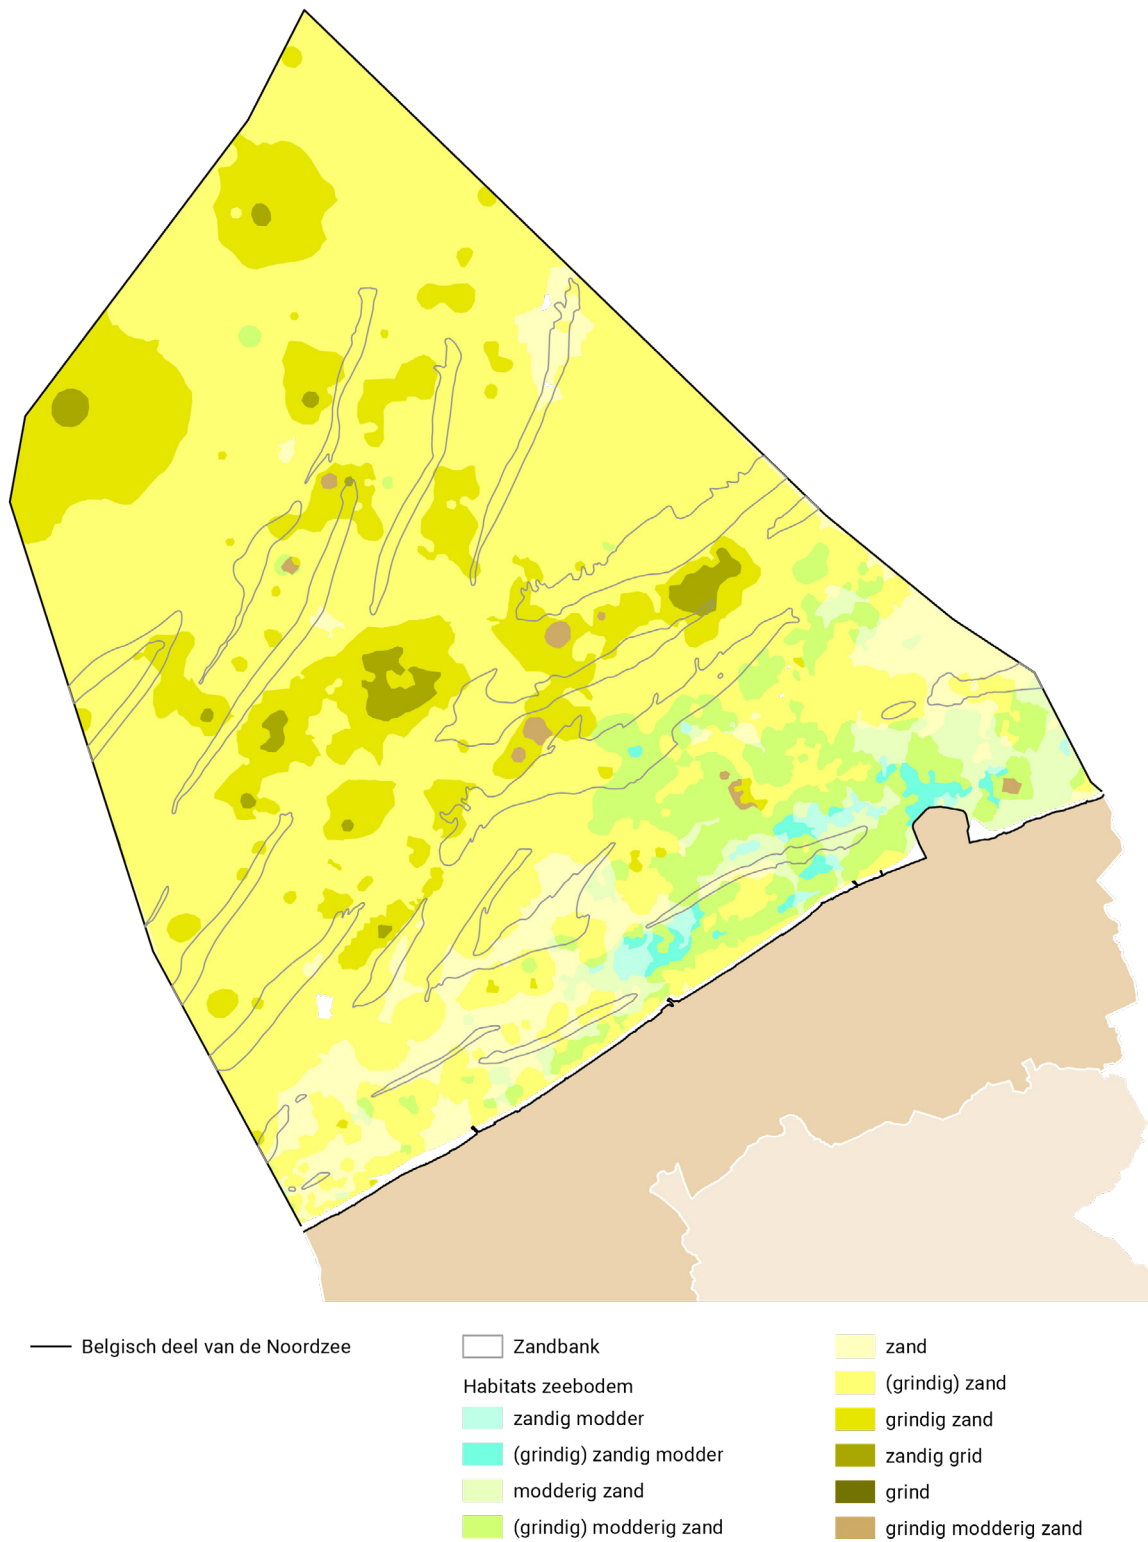 Belgisch deel van de Noordzee
Zandbank
Habitats zeebodem
zandig modder
(grindig) zandig modder
modderig zand
(grindig) modderig zand
zand
(grindig) zand
grindig zand
zandig grid
grind
grindig modderig zand